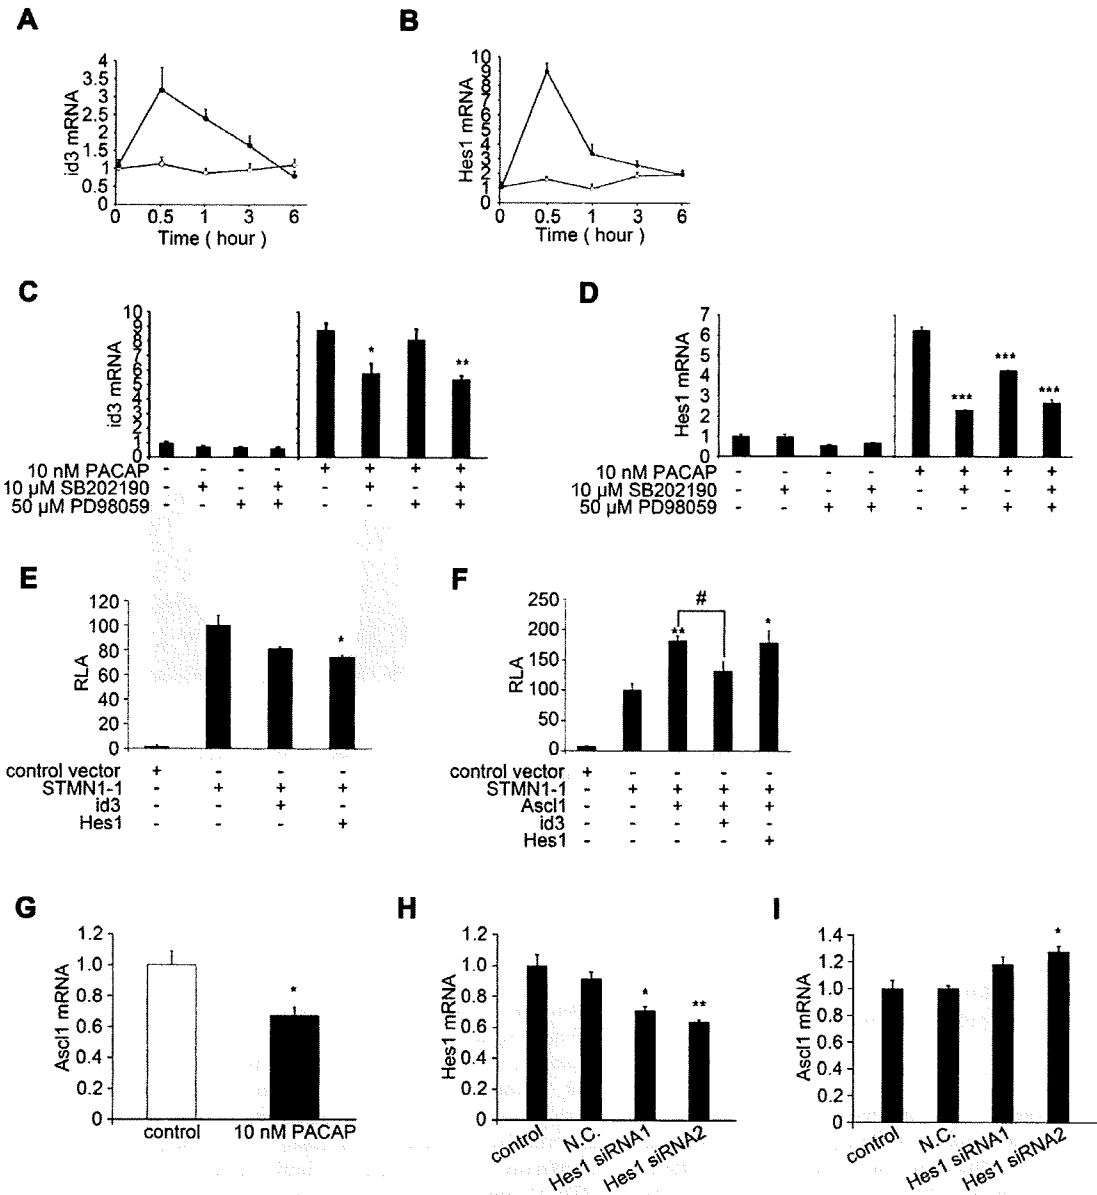 A
id3 mRNA
4
3.5
3
2.5
2
1.5
1
0.5
0
0 0.5 1 3 6
Time ( hour )
B
Hes1 mRNA
10
9
8
7
6
5
4
3
2
1
0
0 0.5 1 3 6
Time ( hour )
C
id3 mRNA
10
9
8
7
6
5
4
3
2
1
0
* **
10 nM PACAP - - - - + + + +
10 µM SB202190 - + - + - + - +
50 µM PD98059 - - + + - - + +
D
Hes1 mRNA
7
6
5
4
3
2
1
0
*** *** ***
10 nM PACAP - - - - + + + +
10 µM SB202190 - + - + - + - +
50 µM PD98059 - - + + - - + +
E
RLA
120
100
80
60
40
20
0
*
control vector + - - -
STMN1-1 - + + +
id3 - - + -
Hes1 - - - +
F
RLA
250
200
150
100
50
0
#
** *
control vector + - - - -
STMN1-1 - + + + +
Ascl1 - - + + +
id3 - - - + -
Hes1 - - - - +
G
Ascl1 mRNA
1.2
1.0
0.8
0.6
0.4
0.2
0
*
control 10 nM PACAP
H
Hes1 mRNA
1.2
1.0
0.8
0.6
0.4
0.2
0
* **
control N.C. Hes1 siRNA1 Hes1 siRNA2
I
Ascl1 mRNA
1.4
1.2
1.0
0.8
0.6
0.4
0.2
0
*
control N.C. Hes1 siRNA1 Hes1 siRNA2